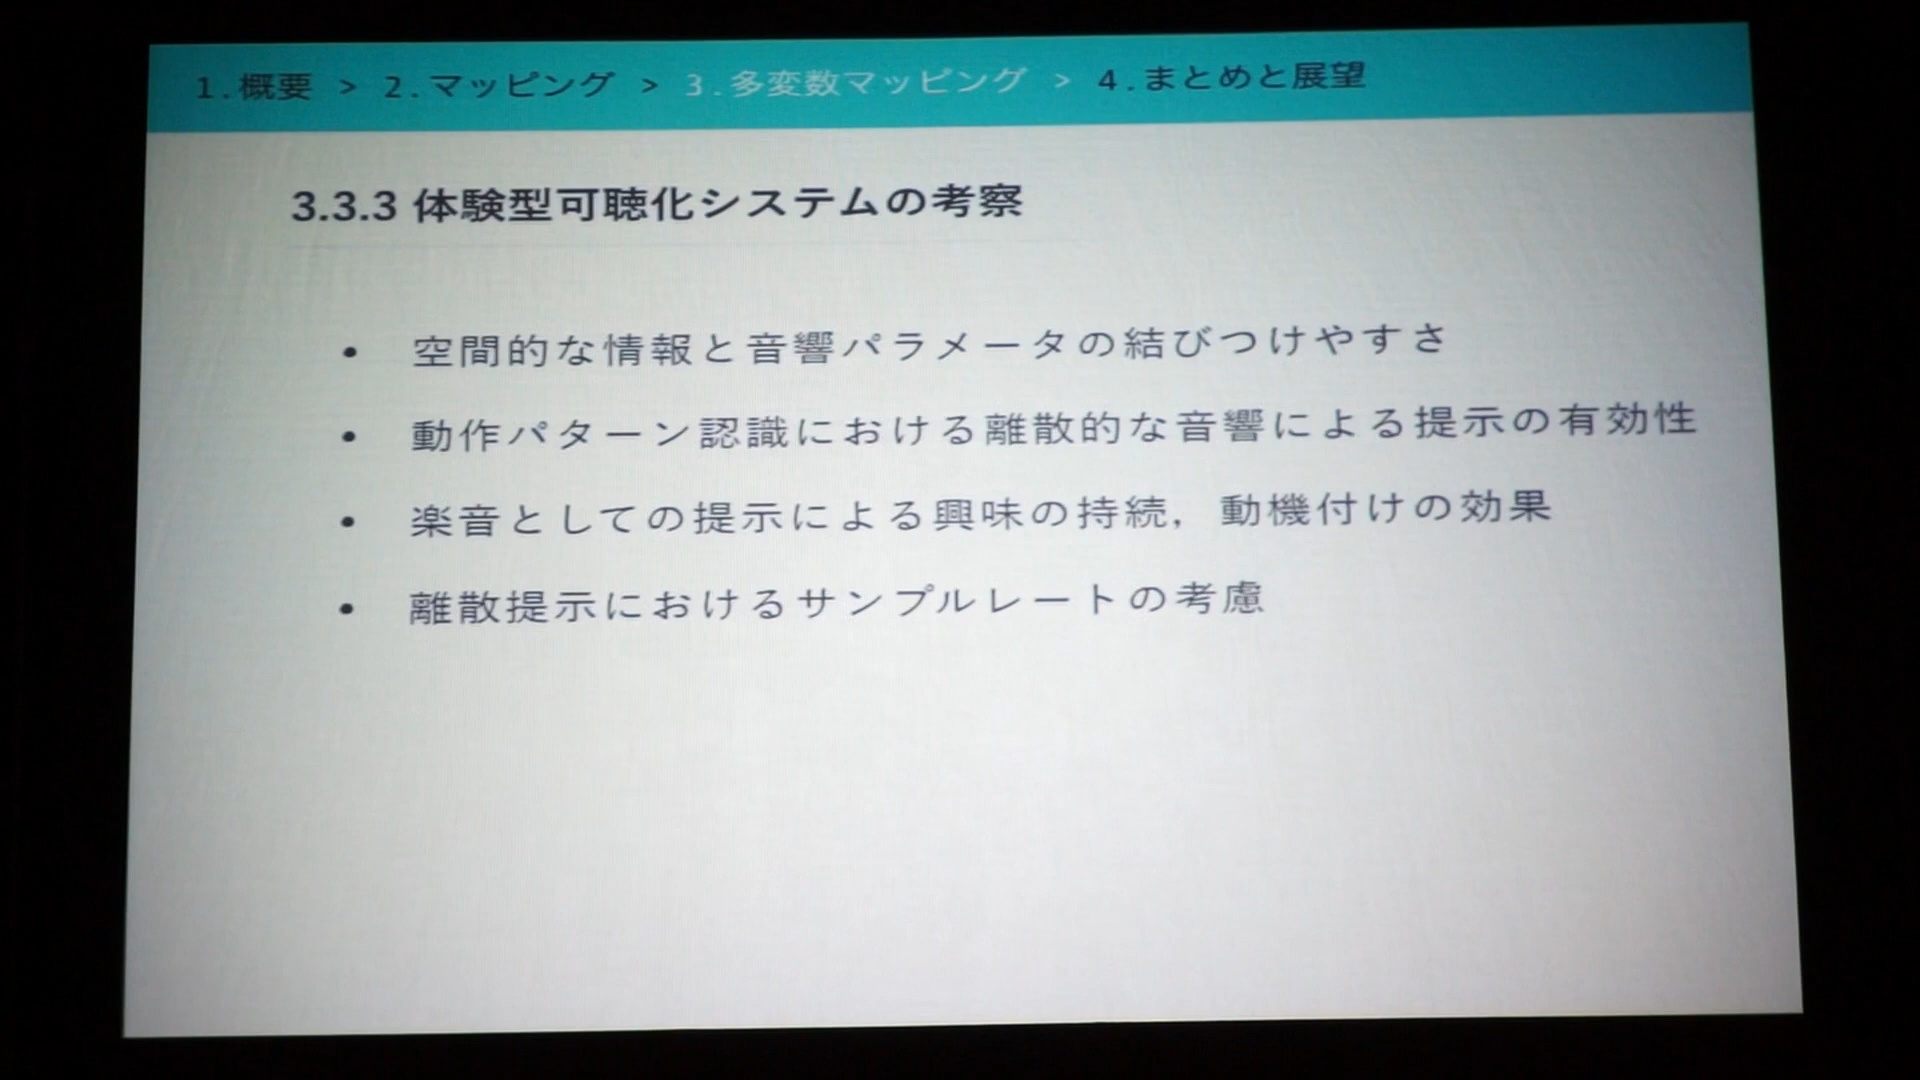 1.概要 > 2.マッピング > 3.多変数マッピング > 4.まとめと展望
3.3.3 体験型可聴化システムの考察
• 空間的な情報と音響パラメータの結びつけやすさ
• 動作パターン認識における離散的な音響による提示の有効性
• 楽音としての提示による興味の持続，動機付けの効果
• 離散提示におけるサンプルレートの考慮